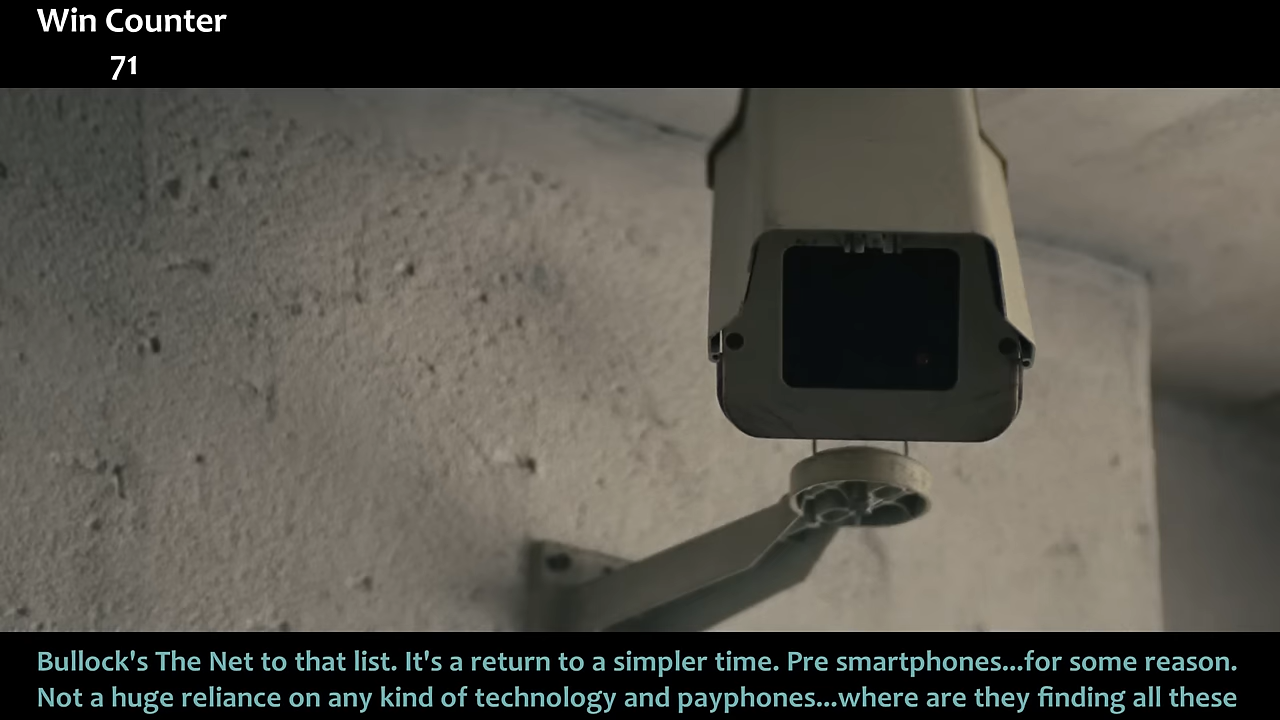 Win Counter
71
Bullock's The Net to that list. It's a return to a simpler time. Pre smartphones...for some reason.
Not a huge reliance on any kind of technology and payphones...where are they finding all these